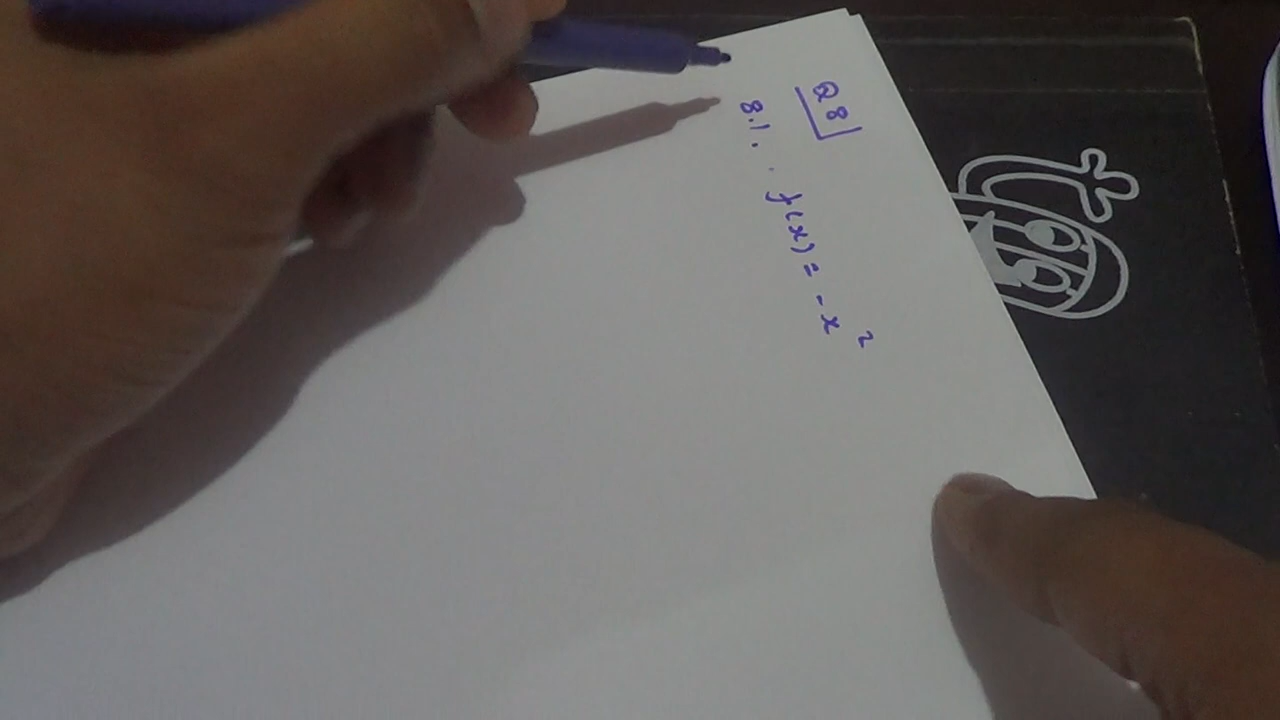 Q8
8.1. f(x) = -x²